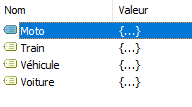 Nom Valeur
Moto {...}
Train {...}
Véhicule {...}
Voiture {...}